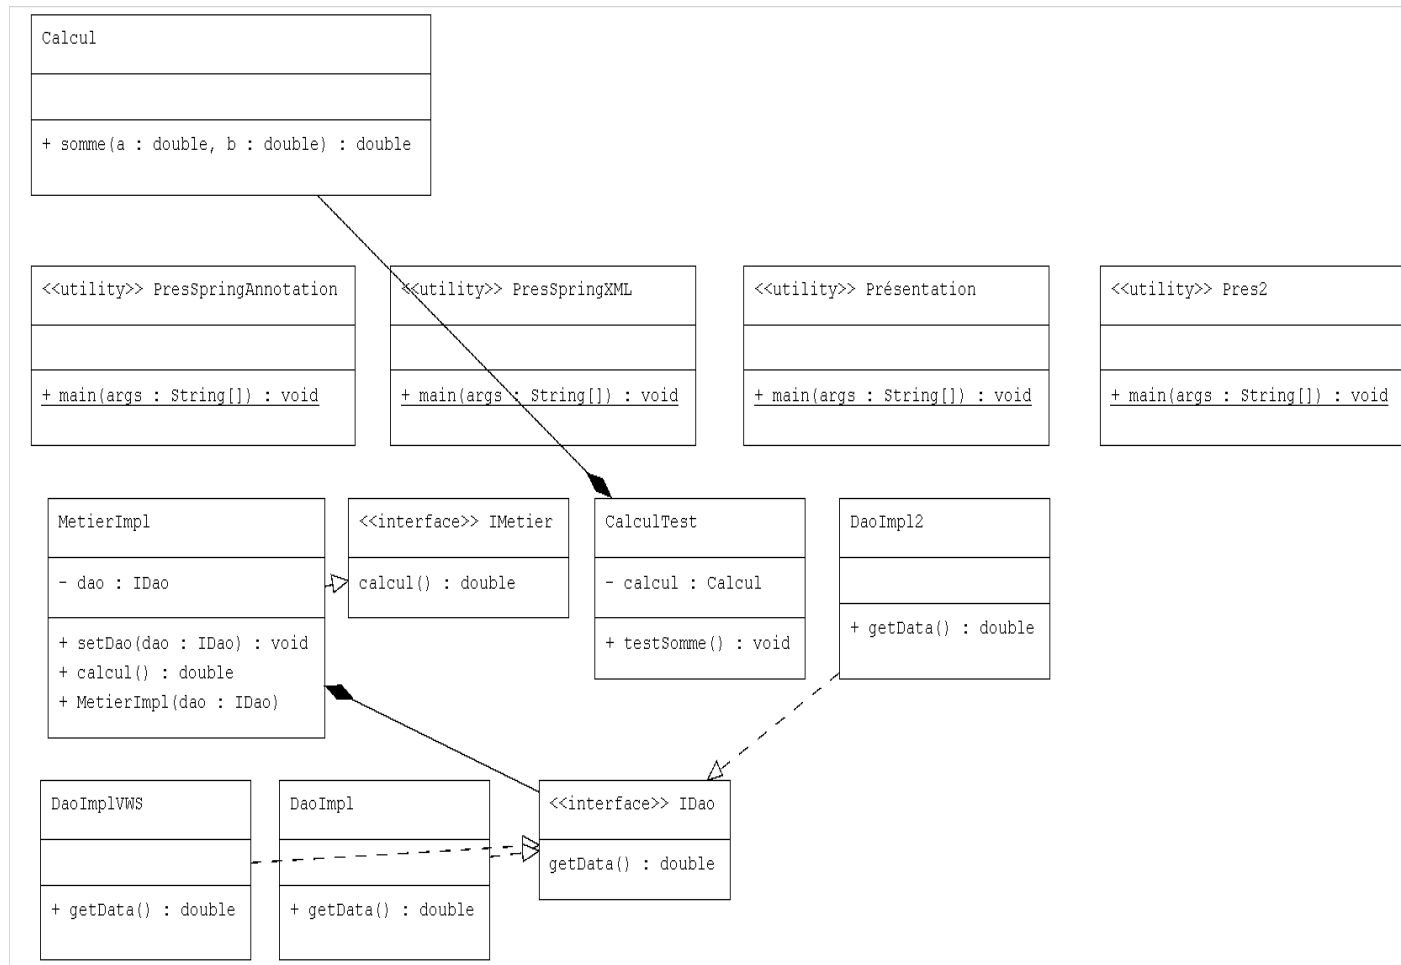 Calcul
+ somme(a : double, b : double) : double
<<utility>> PresSpringAnnotation
+ main(args : String[]) : void
<<utility>> PresSpringXML
+ main(args : String[]) : void
<<utility>> Présentation
+ main(args : String[]) : void
<<utility>> Pres2
+ main(args : String[]) : void
MetierImpl
- dao : IDao
+ setDao(dao : IDao) : void
+ calcul() : double
+ MetierImpl(dao : IDao)
<<interface>> IMetier
calcul() : double
CalculTest
- calcul : Calcul
+ testSomme() : void
DaoImpl2
+ getData() : double
DaoImplVWS
+ getData() : double
DaoImpl
+ getData() : double
<<interface>> IDao
getData() : double